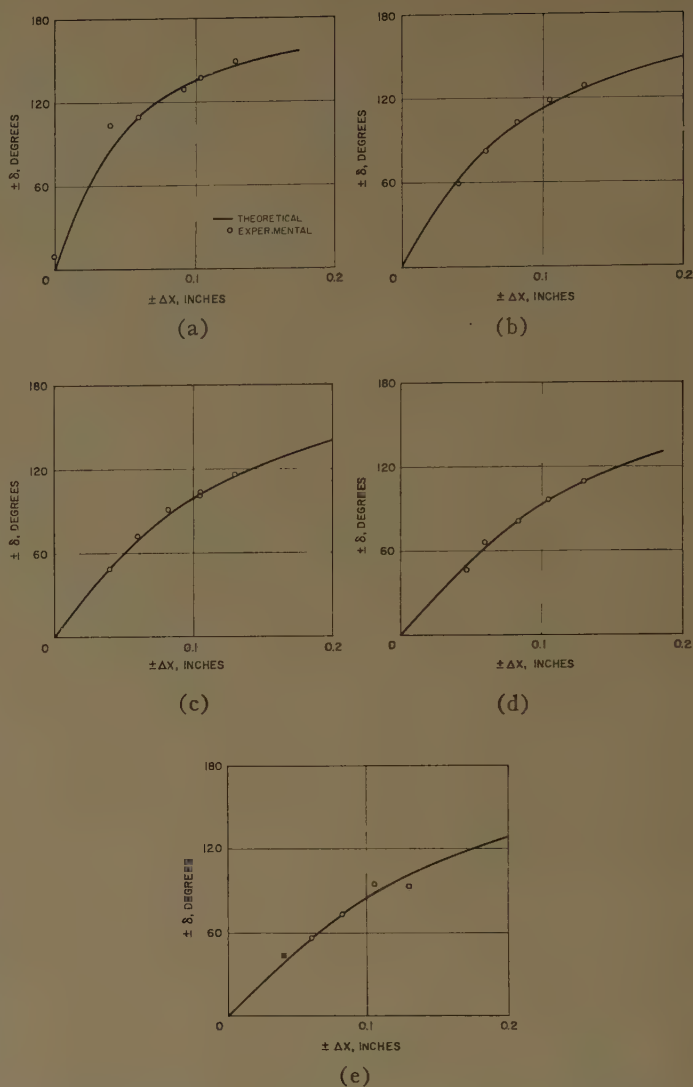 180
120
60
0
± δ, DEGREES
THEORETICAL
EXPERIMENTAL
0.1
0.2
± ΔX, INCHES
(a)
180
120
60
0
± δ, DEGREES
0.1
0.2
± ΔX, INCHES
(b)
180
120
60
0
± δ, DEGREES
0.1
0.2
± ΔX, INCHES
(c)
180
120
60
0
± δ, DEGREES
0.1
0.2
± ΔX, INCHES
(d)
180
120
60
0
± δ, DEGREES
0.1
0.2
± ΔX, INCHES
(e)